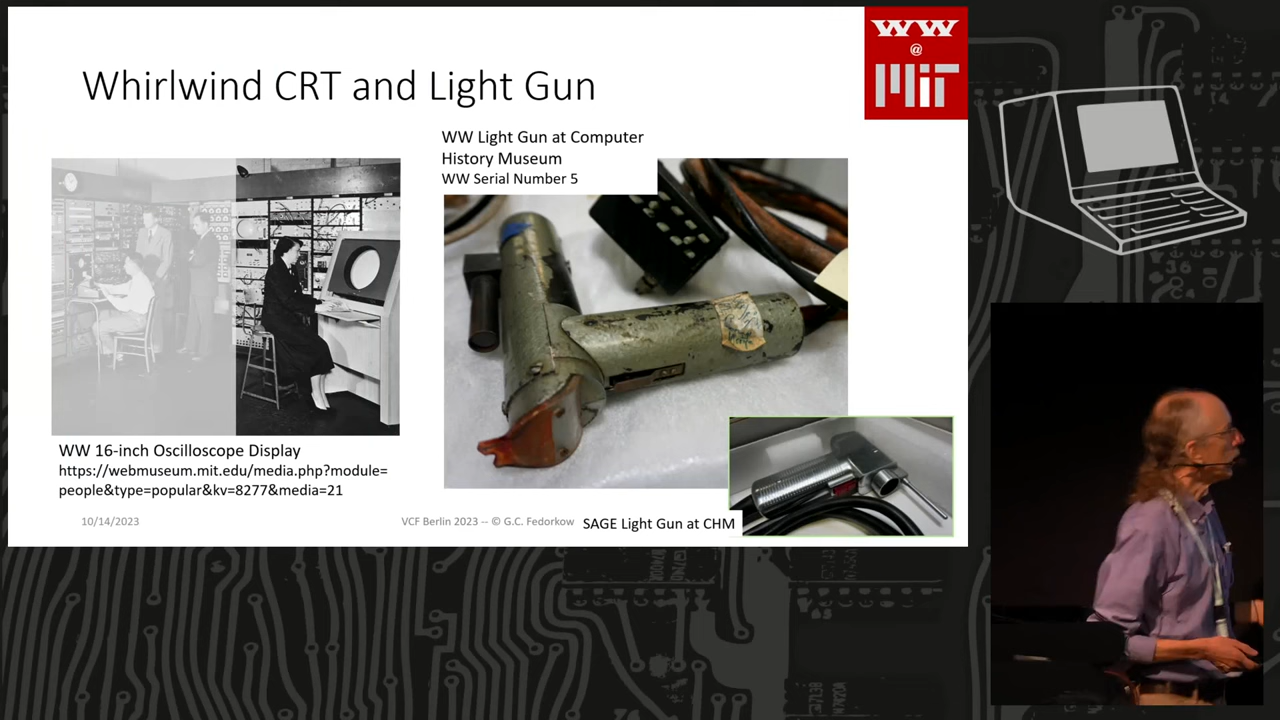 WW
@
MIT
Whirlwind CRT and Light Gun
WW Light Gun at Computer
History Museum
WW Serial Number 5
WW 16-inch Oscilloscope Display
https://webmuseum.mit.edu/media.php?module=
people&type=popular&kv=8277&media=21
10/14/2023
VCF Berlin 2023 -- © G.C. Fedorkow
SAGE Light Gun at CHM